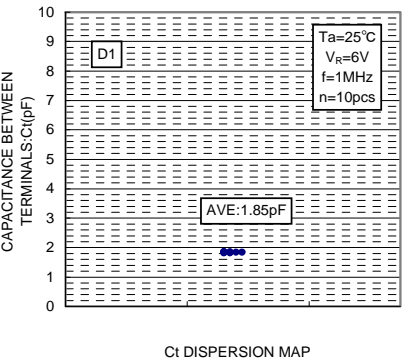 10
9
8
7
6
5
4
3
2
1
0
CAPACITANCE BETWEEN
TERMINALS:Ct(pF)
D1
Ta=25°C
VR=6V
f=1MHz
n=10pcs
AVE:1.85pF
Ct DISPERSION MAP